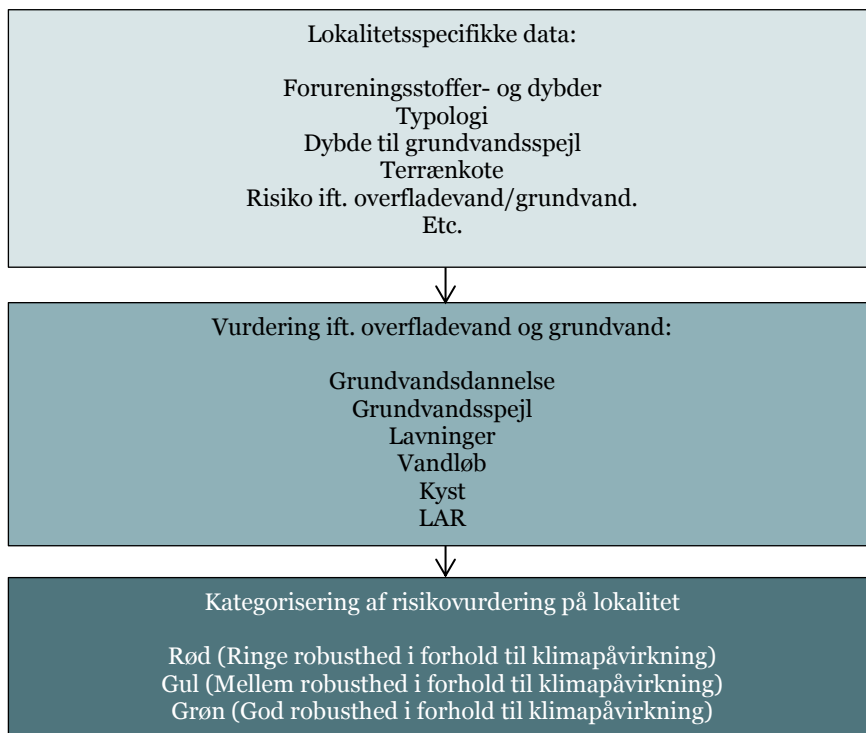 Lokalitetsspecifikke data:
Forureningsstoffer- og dybder
Typologi
Dybde til grundvandsspejl
Terrænkote
Risiko ift. overfladevand/grundvand.
Etc.
Vurdering ift. overfladevand og grundvand:
Grundvandsdannelse
Grundvandsspejl
Lavninger
Vandløb
Kyst
LAR
Kategorisering af risikovurdering på lokalitet
Rød (Ringe robusthed i forhold til klimapåvirkning)
Gul (Mellem robusthed i forhold til klimapåvirkning)
Grøn (God robusthed i forhold til klimapåvirkning)